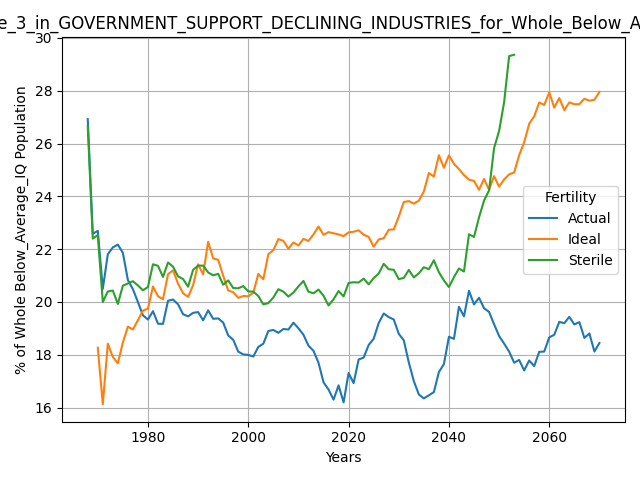 e_3_in_GOVERNMENT_SUPPORT_DECLINING_INDUSTRIES_for_Whole_Below_A
% of Whole Below_Average_IQ Population
30
28
26
24
22
20
18
16
Fertility
Actual
Ideal
Sterile
1980
2000
2020
2040
2060
Years